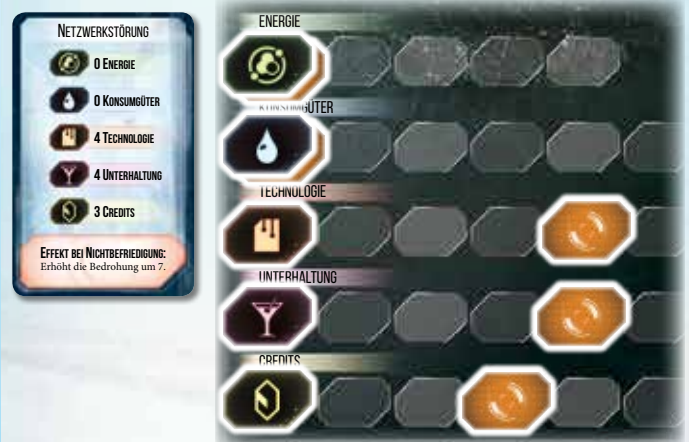 NETZWERKSTÖRUNG
0 ENERGIE
0 KONSUMGÜTER
4 TECHNOLOGIE
4 UNTERHALTUNG
3 CREDITS
EFFEKT BEI NICHTBEFRIEDIGUNG:
Erhöht die Bedrohung um 7.
ENERGIE
KONSUMGÜTER
TECHNOLOGIE
UNTERHALTUNG
CREDITS